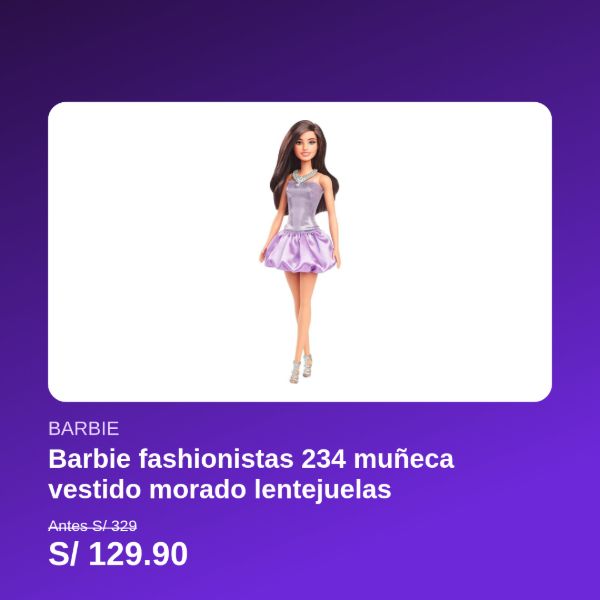 BARBIE
Barbie fashionistas 234 muñeca
vestido morado lentejuelas
Antes S/ 329
S/ 129.90